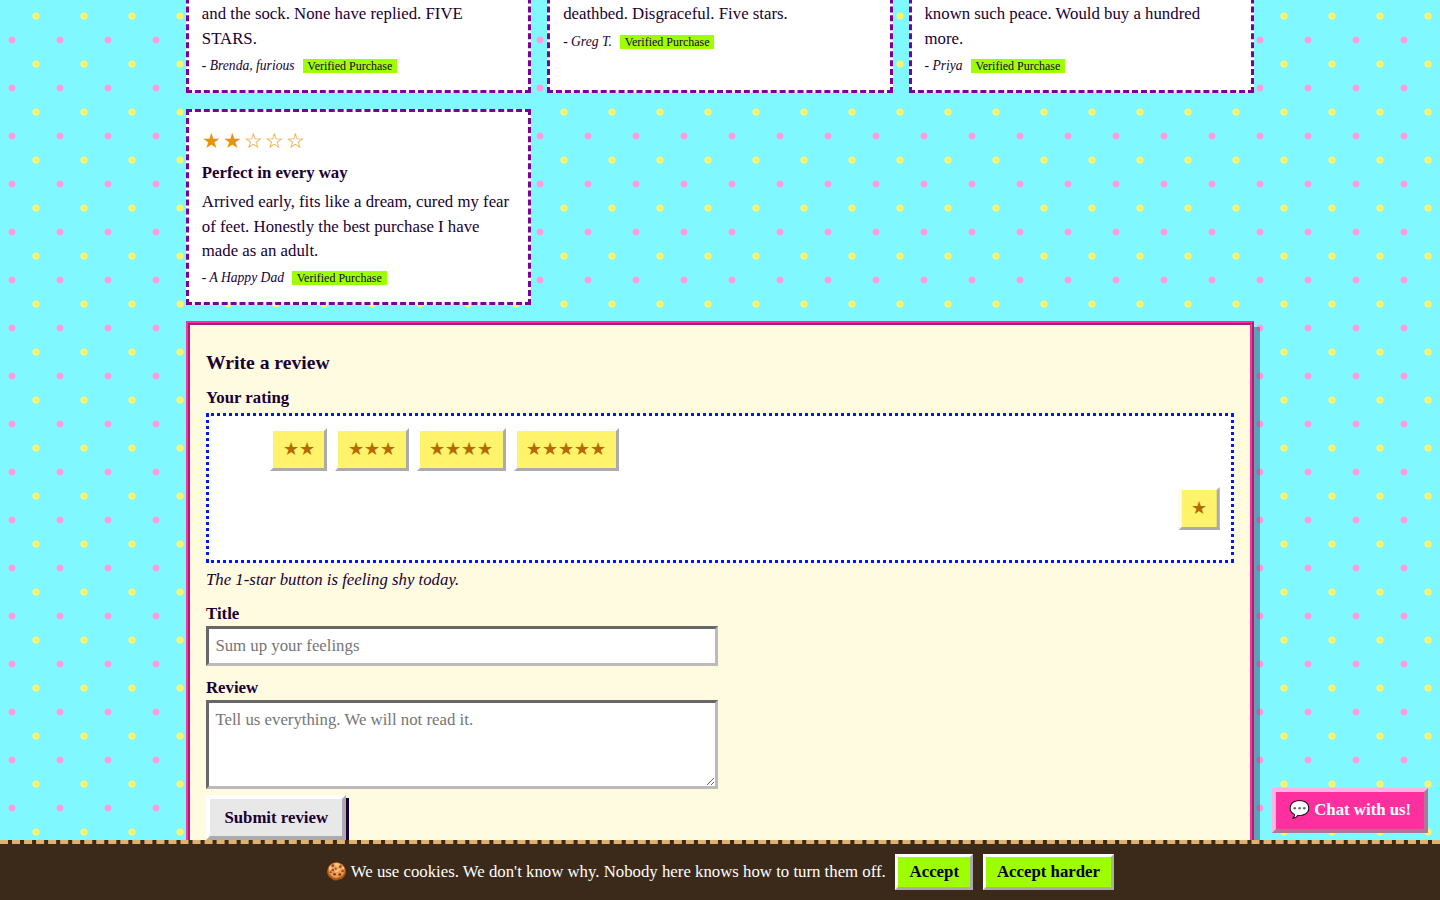 and the sock. None have replied. FIVE
STARS.
- Brenda, furious Verified Purchase
deathbed. Disgraceful. Five stars.
- Greg T. Verified Purchase
known such peace. Would buy a hundred
more.
- Priya Verified Purchase
★★☆☆☆
Perfect in every way
Arrived early, fits like a dream, cured my fear
of feet. Honestly the best purchase I have
made as an adult.
- A Happy Dad Verified Purchase
Write a review
Your rating
★★ ★★★ ★★★★ ★★★★★
★
The 1-star button is feeling shy today.
Title
Sum up your feelings
Review
Tell us everything. We will not read it.
Submit review
💬 Chat with us!
🍪 We use cookies. We don't know why. Nobody here knows how to turn them off. Accept Accept harder